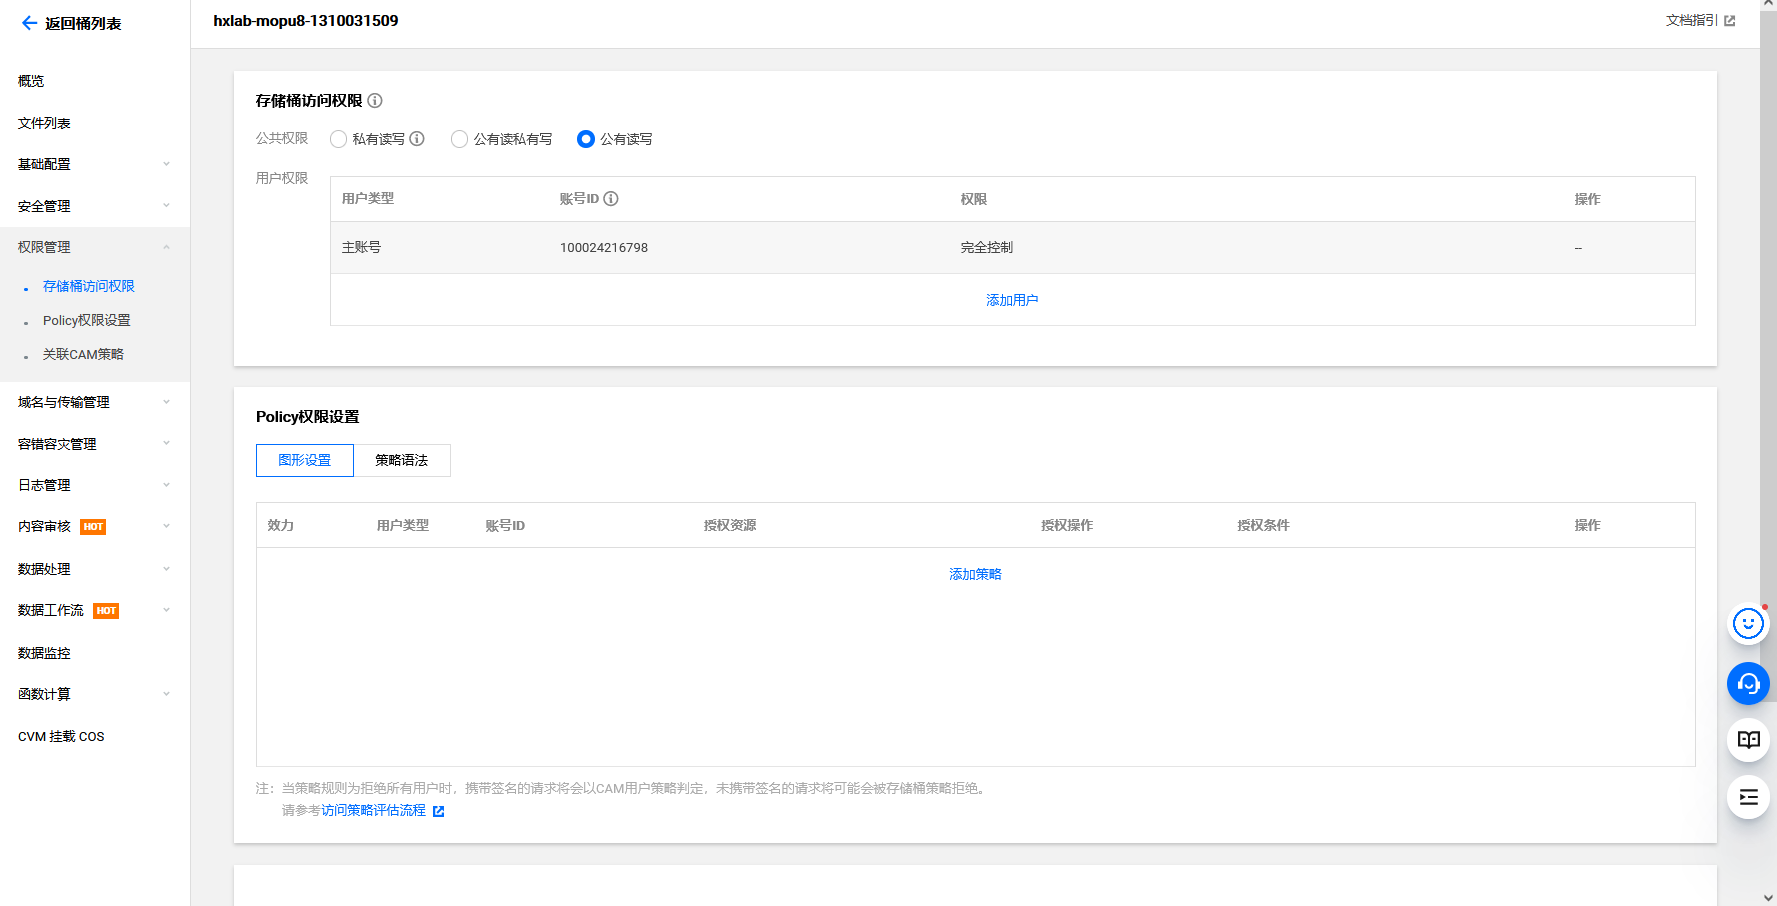 返回桶列表
hxlab-mopu8-1310031509
文档指引
概览
文件列表
基础配置
安全管理
权限管理
存储桶访问权限
Policy权限设置
关联CAM策略
域名与传输管理
容错容灾管理
日志管理
内容审核 HOT
数据处理
数据工作流 HOT
数据监控
函数计算
CVM 挂载 COS
存储桶访问权限
公共权限 私有读写 公有读私有写 公有读写
用户权限
用户类型 账号ID 权限 操作
主账号 100024216798 完全控制 --
添加用户
Policy权限设置
图形设置 策略语法
效力 用户类型 账号ID 授权资源 授权操作 授权条件 操作
添加策略
注：当策略规则为拒绝所有用户时，携带签名的请求将会以CAM用户策略判定，未携带签名的请求将可能会被存储桶策略拒绝。
请参考访问策略评估流程